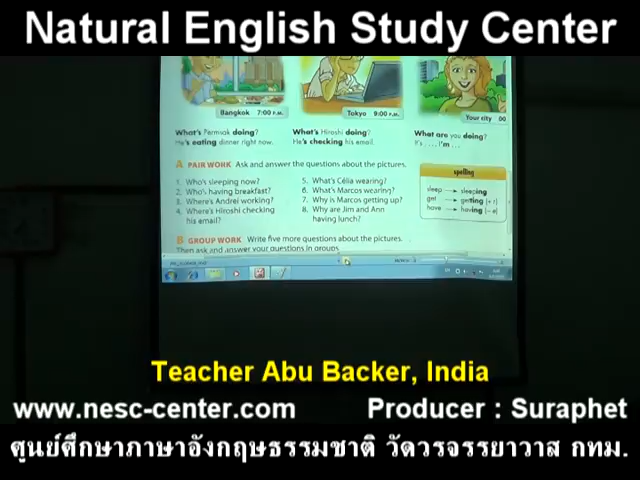 Natural English Study Center
Bangkok 7:00 P.M.
Tokyo 9:00 P.M.
Your city 00
What's Permsak doing?
He's eating dinner right now.
What's Hiroshi doing?
He's checking his email.
What are you doing?
It's . . . . I'm . . .
A PAIR WORK Ask and answer the questions about the pictures.
1. Who's sleeping now?
2. Who's having breakfast?
3. Where's Andrei working?
4. Where's Hiroshi checking
his email?
5. What's Célia wearing?
6. What's Marcos wearing?
7. Why is Marcos getting up?
8. Why are Jim and Ann
having lunch?
spelling
sleep → sleeping
get → getting (+ t)
have → having (− e)
B GROUP WORK Write five more questions about the pictures.
Then ask and answer your questions in groups.
Teacher Abu Backer, India
www.nesc-center.com
Producer : Suraphet
ศูนย์ศึกษาภาษาอังกฤษธรรมชาติ วัดวรจรรยาวาส กทม.